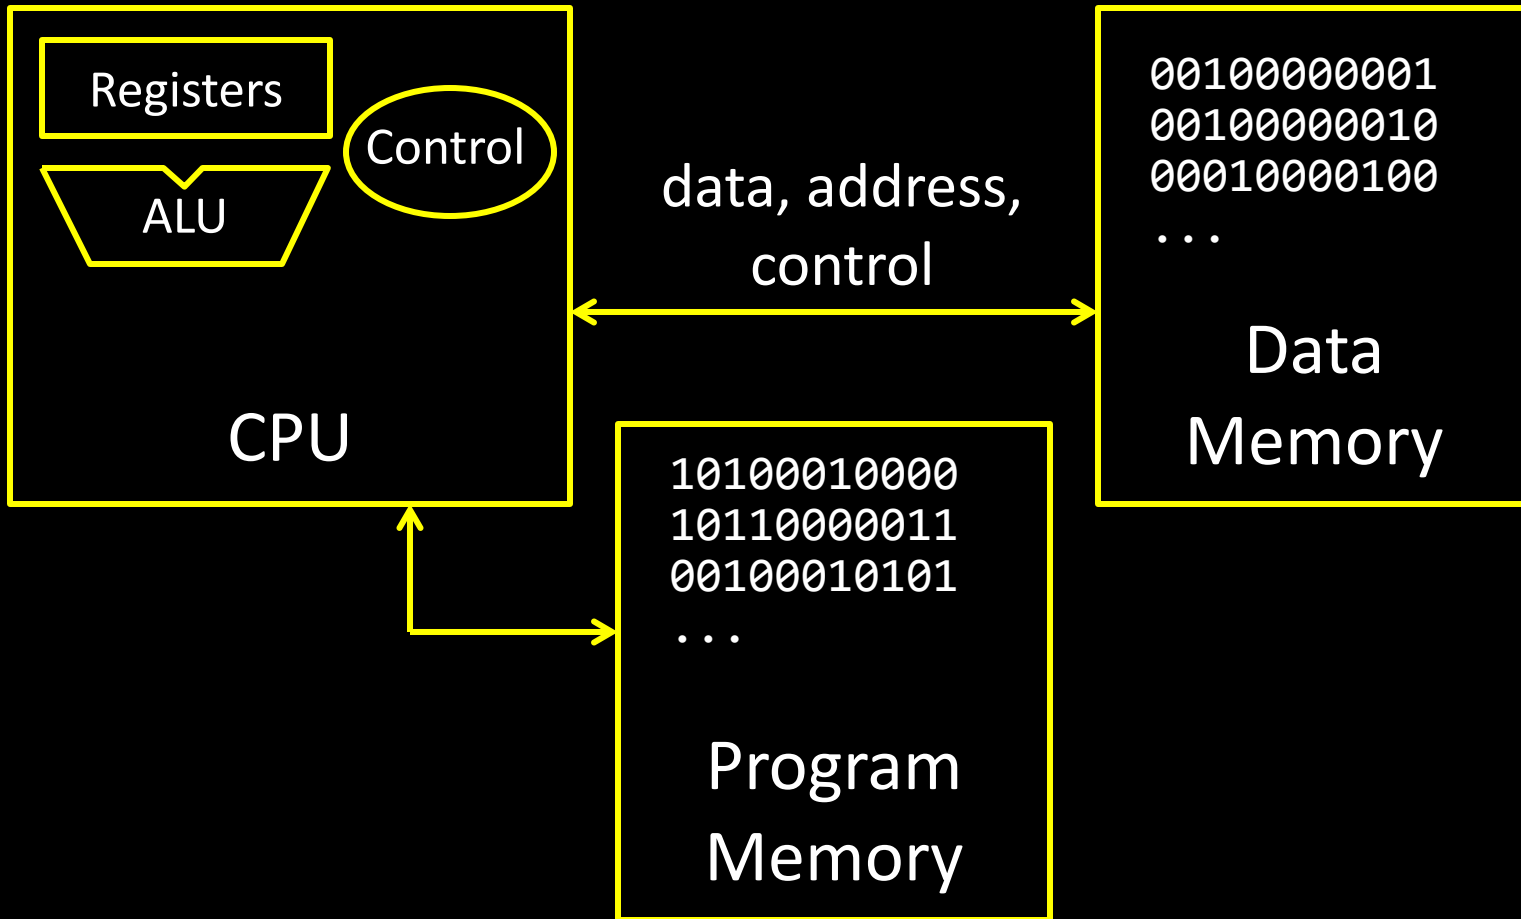 Registers
Control
ALU
CPU
data, address,
control
00100000001
00100000010
00010000100
...
Data
Memory
10100010000
10110000011
00100010101
...
Program
Memory